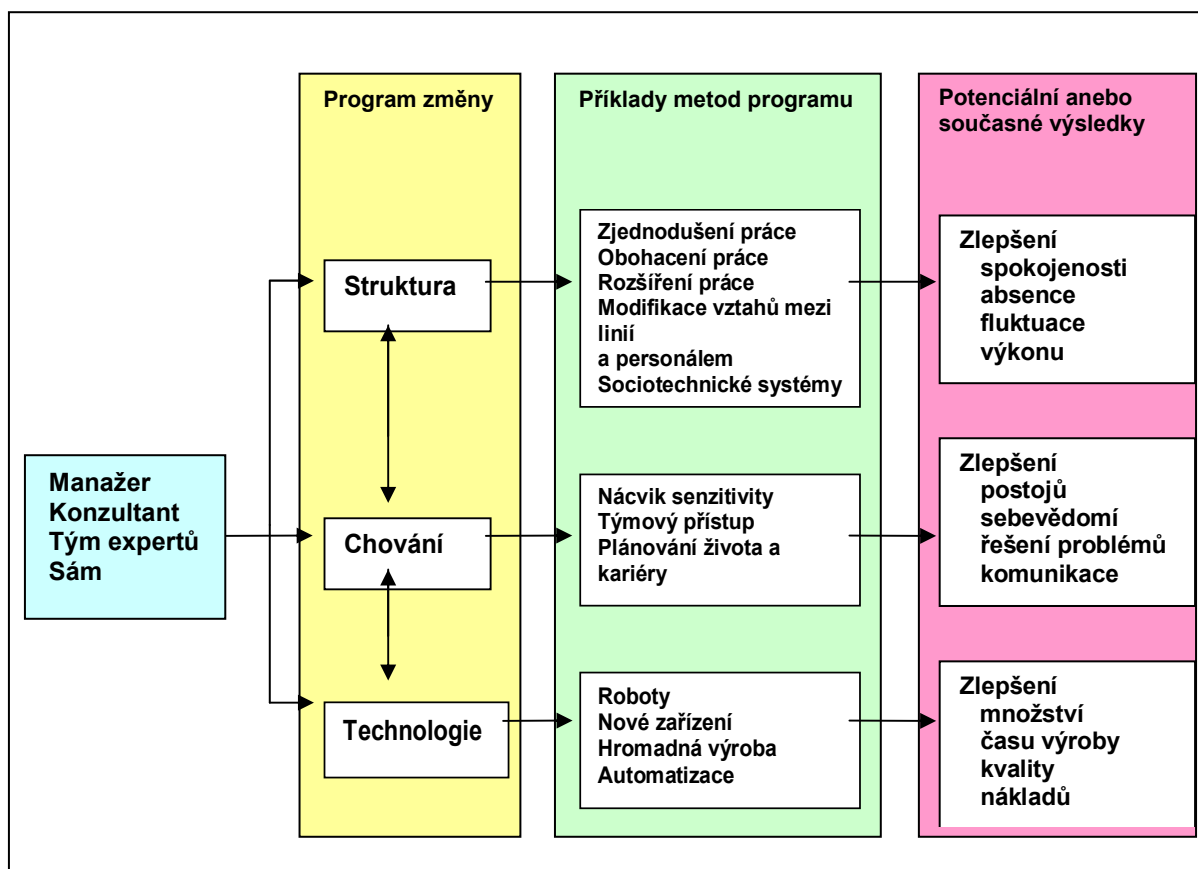 Program změny
Příklady metod programu
Potenciální anebo
současné výsledky
Manažer
Konzultant
Tým expertů
Sám
Struktura
Zjednodušení práce
Obohacení práce
Rozšíření práce
Modifikace vztahů mezi
linií
a personálem
Sociotechnické systémy
Zlepšení
spokojenosti
absence
fluktuace
výkonu
Chování
Nácvik senzitivity
Týmový přístup
Plánování života a
kariéry
Zlepšení
postojů
sebevědomí
řešení problémů
komunikace
Technologie
Roboty
Nové zařízení
Hromadná výroba
Automatizace
Zlepšení
množství
času výroby
kvality
nákladů